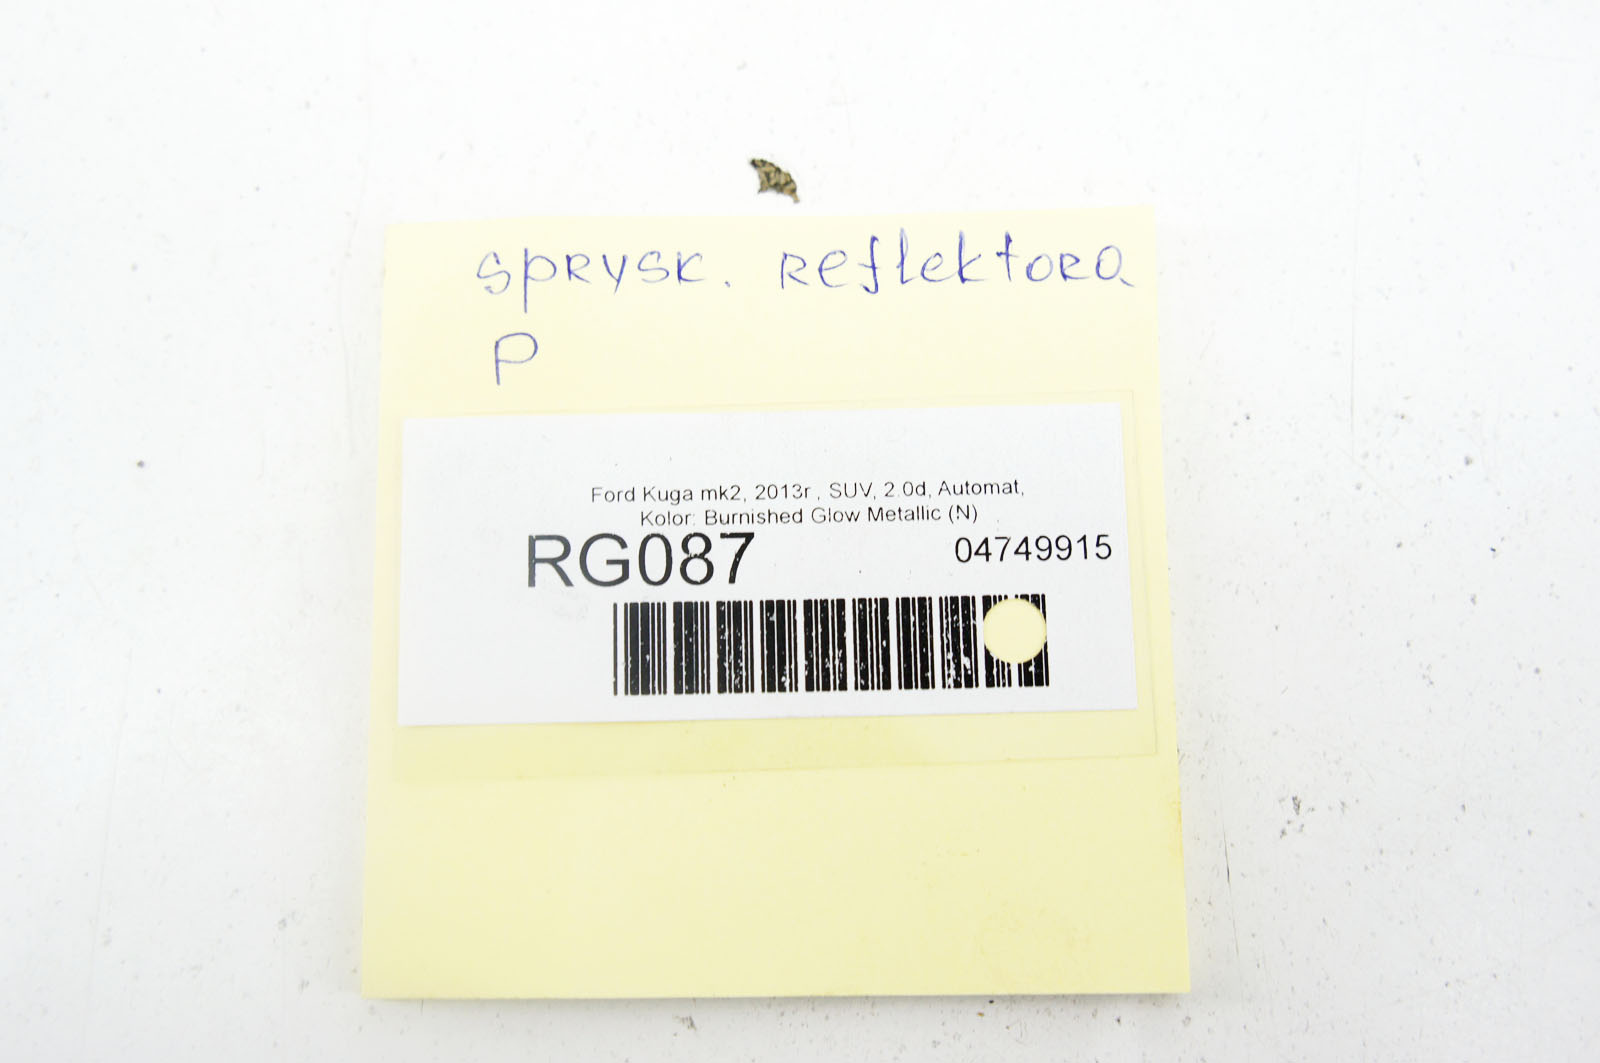 sprysk. reflektora
P
Ford Kuga mk2, 2013r , SUV, 2.0d, Automat,
Kolor: Burnished Glow Metallic (N)
RG087 04749915